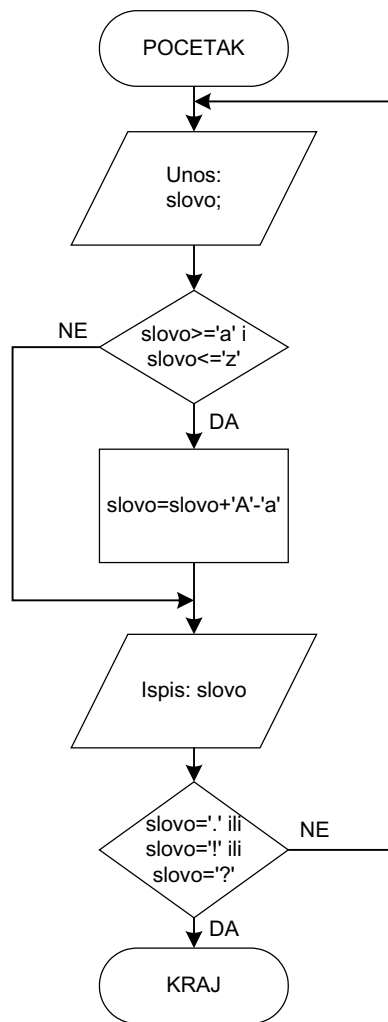 POCETAK
Unos:
slovo;
slovo>='a' i
slovo<='z'
NE
DA
slovo=slovo+'A'-'a'
Ispis: slovo
slovo='.' ili
slovo='!' ili
slovo='?'
NE
DA
KRAJ